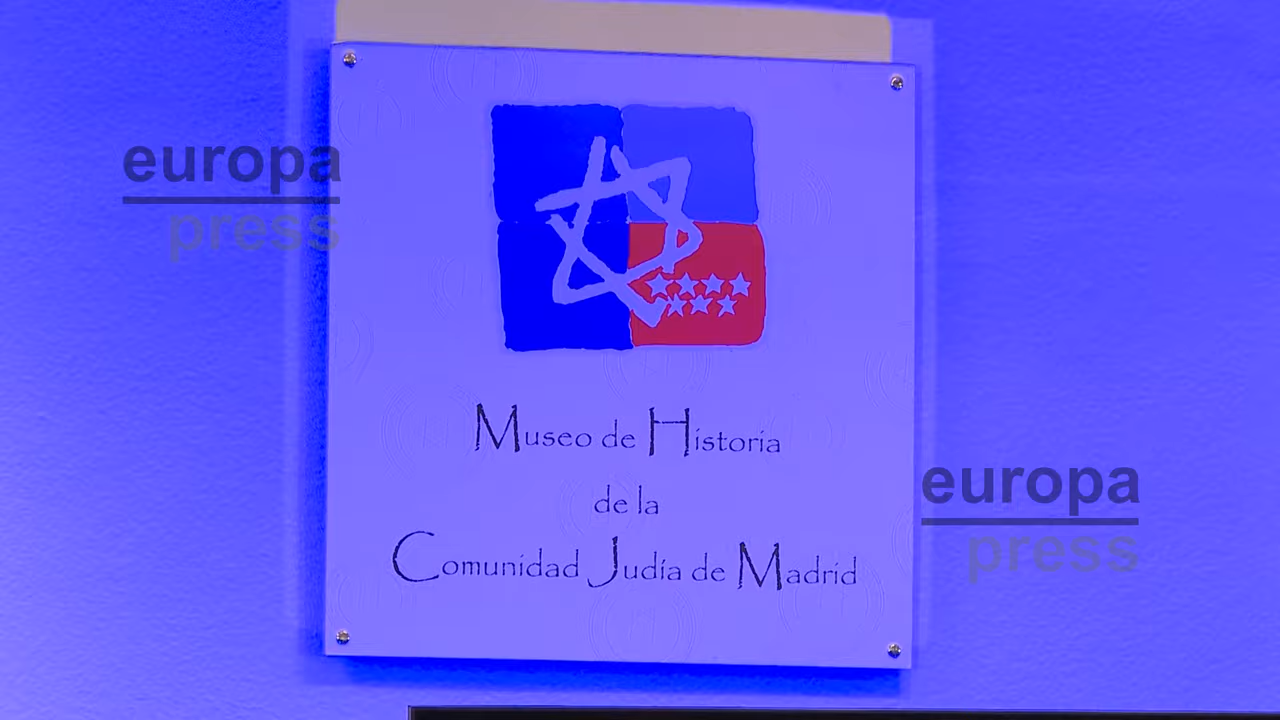 europa
press
Museo de Historia
de la
Comunidad Judía de Madrid
europa
press